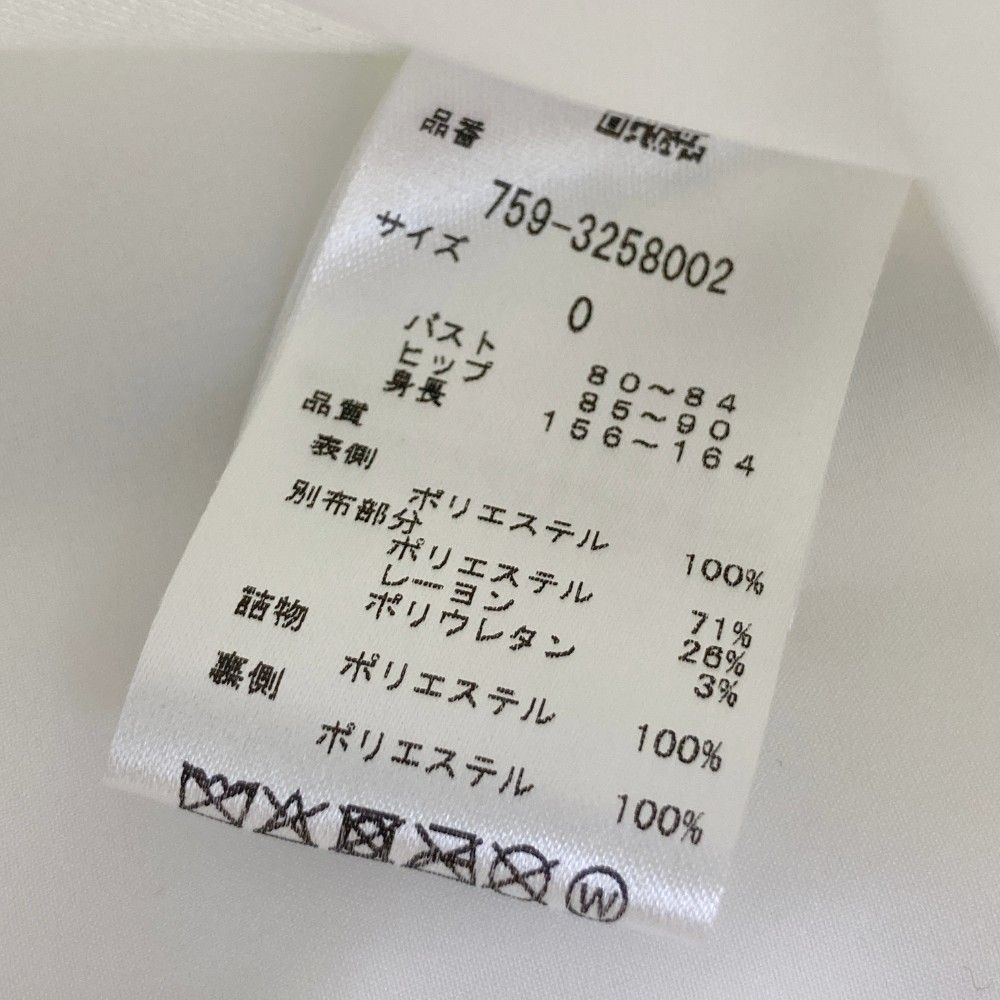 品番
759-3258002
サイズ
0
バスト 80～84
ヒップ 85～90
身長 156～164
品質
表側
ポリエステル 100%
別布部分
ポリエステル 71%
レーヨン 26%
ポリウレタン 3%
詰物
ポリエステル 100%
裏側
ポリエステル 100%
W